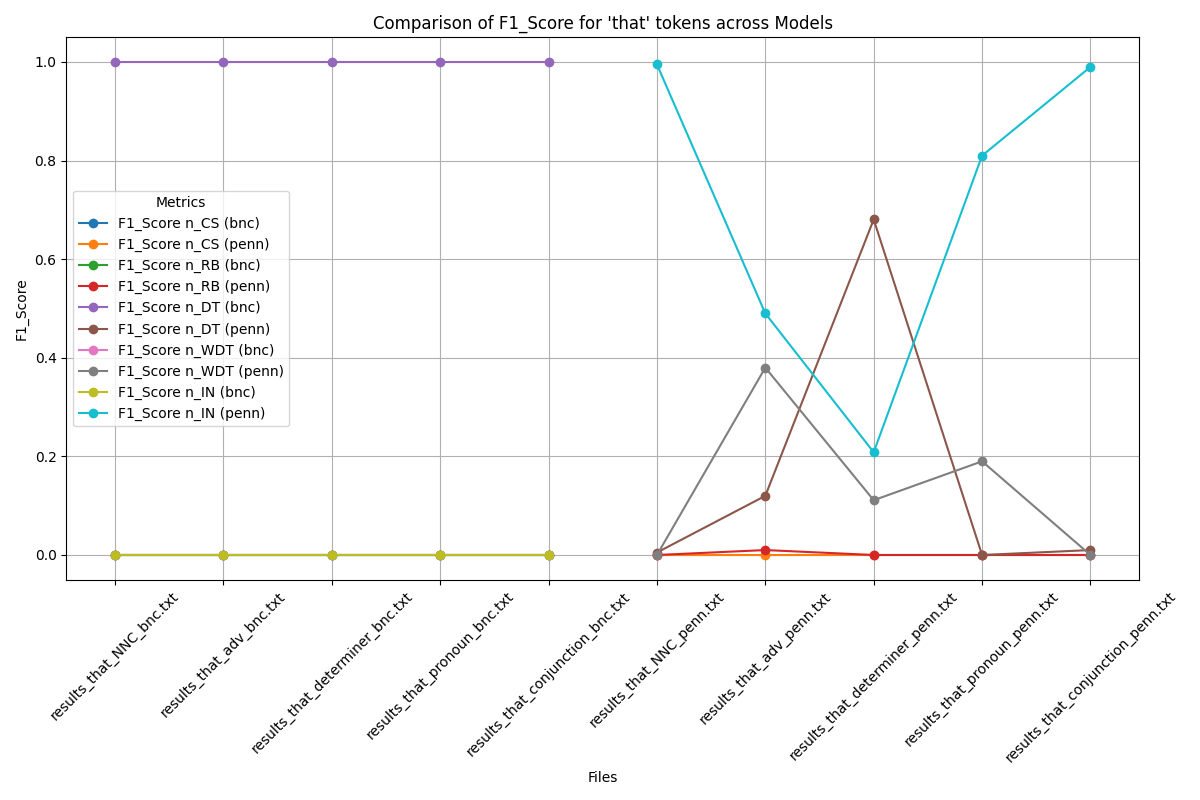 Comparison of F1_Score for 'that' tokens across Models
F1_Score
1.0
0.8
0.6
0.4
0.2
0.0
Metrics
F1_Score n_CS (bnc)
F1_Score n_CS (penn)
F1_Score n_RB (bnc)
F1_Score n_RB (penn)
F1_Score n_DT (bnc)
F1_Score n_DT (penn)
F1_Score n_WDT (bnc)
F1_Score n_WDT (penn)
F1_Score n_IN (bnc)
F1_Score n_IN (penn)
results_that_NNC_bnc.txt
results_that_adv_bnc.txt
results_that_determiner_bnc.txt
results_that_pronoun_bnc.txt
results_that_conjunction_bnc.txt
results_that_NNC_penn.txt
results_that_adv_penn.txt
results_that_determiner_penn.txt
results_that_pronoun_penn.txt
results_that_conjunction_penn.txt
Files